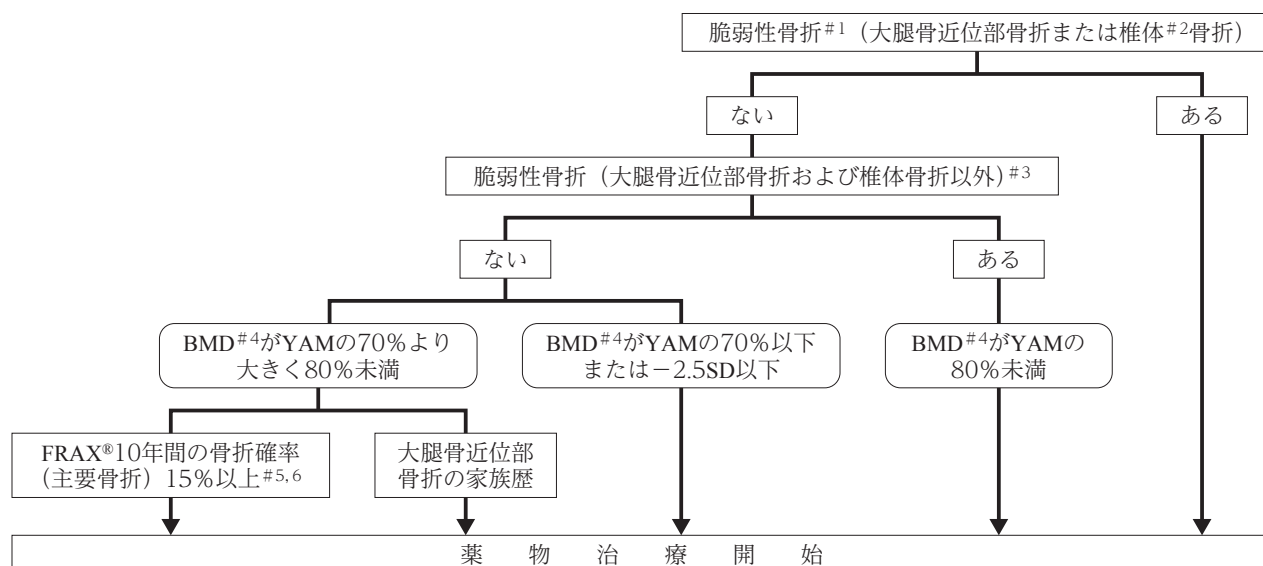 脆弱性骨折#1（大腿骨近位部骨折または椎体#2骨折）
ない
ある
脆弱性骨折（大腿骨近位部骨折および椎体骨折以外）#3
ない
ある
BMD#4がYAMの70％より
大きく80％未満
BMD#4がYAMの70％以下
または－2.5SD以下
BMD#4がYAMの
80％未満
FRAX®10年間の骨折確率
（主要骨折）15％以上#5, 6
大腿骨近位部
骨折の家族歴
薬物治療開始